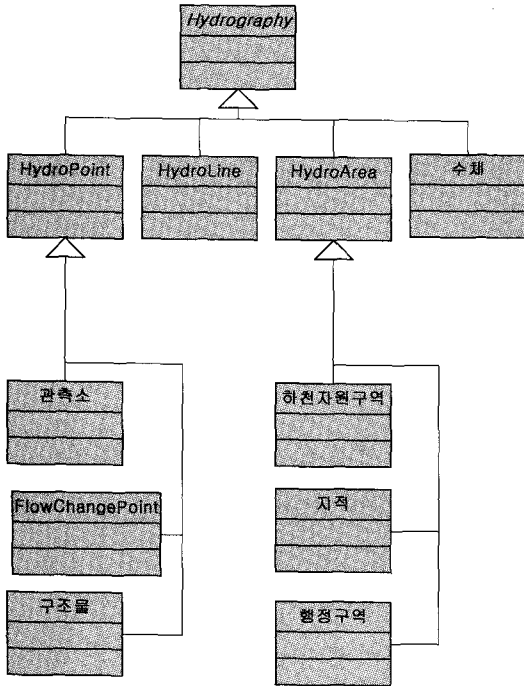 Hydrography
HydroPoint
HydroLine
HydroArea
수체
관측소
하천자원구역
FlowChangePoint
지적
구조물
행정구역